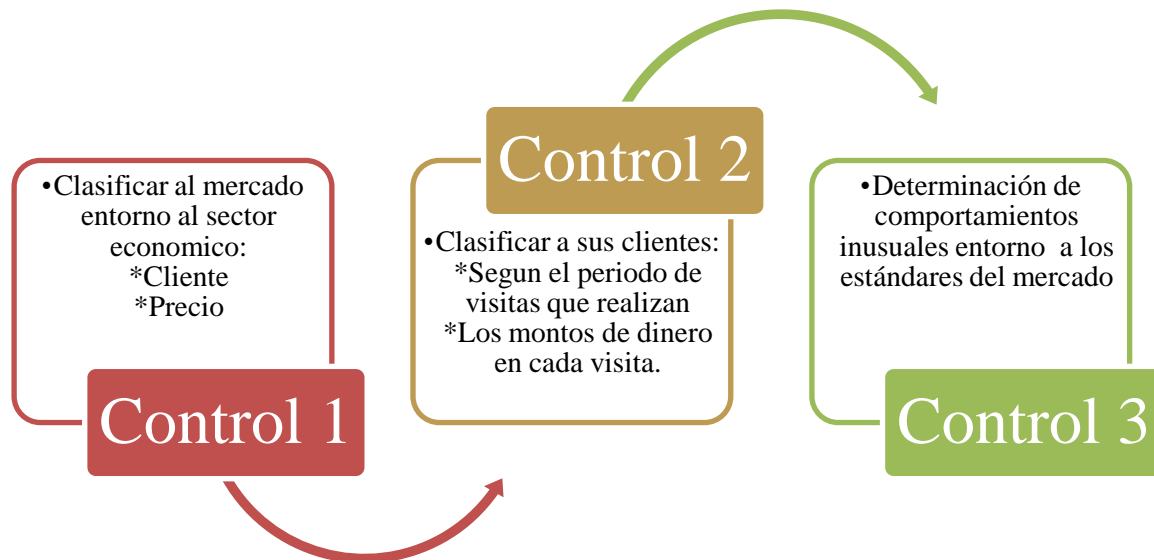 •Clasificar al mercado
entorno al sector
economico:
*Cliente
*Precio
Control 1
Control 2
•Clasificar a sus clientes:
*Segun el periodo de
visitas que realizan
*Los montos de dinero
en cada visita.
•Determinación de
comportamientos
inusuales entorno a los
estándares del mercado
Control 3